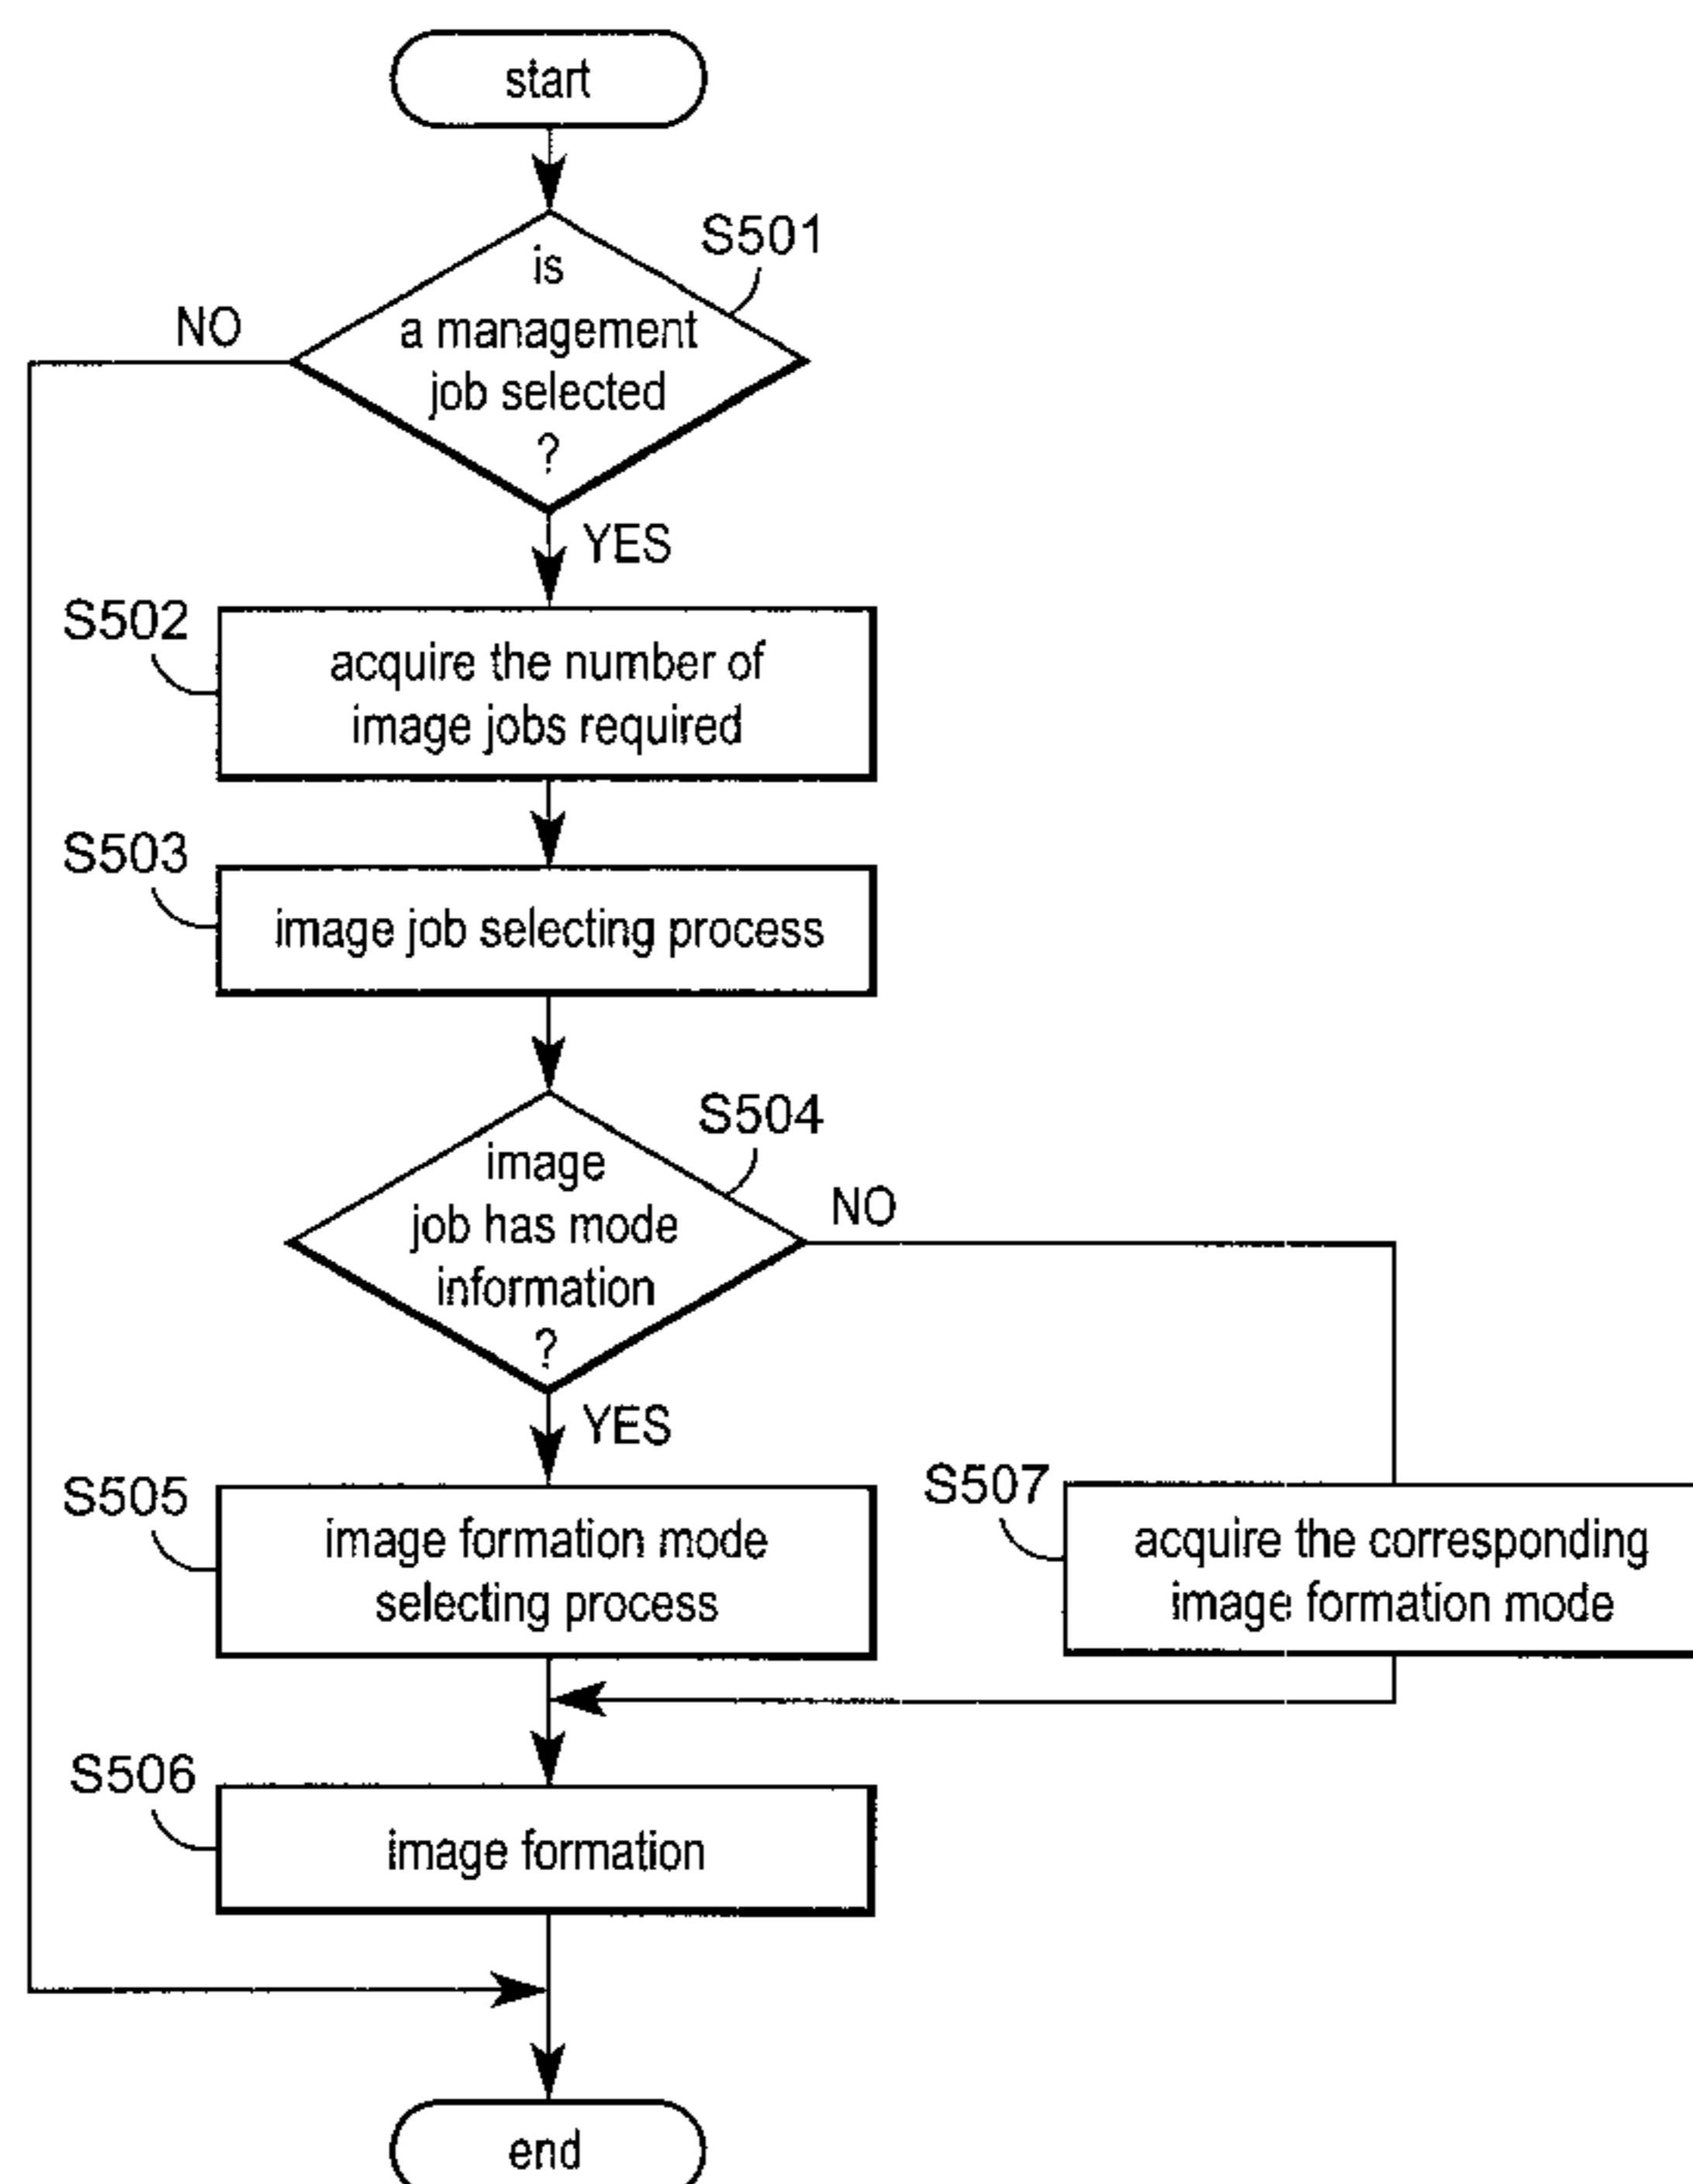 start
S501
is
a management
job selected
?
NO
YES
S502
acquire the number of
image jobs required
S503
image job selecting process
S504
image
job has mode
information
?
NO
YES
S505
image formation mode
selecting process
S507
acquire the corresponding
image formation mode
S506
image formation
end